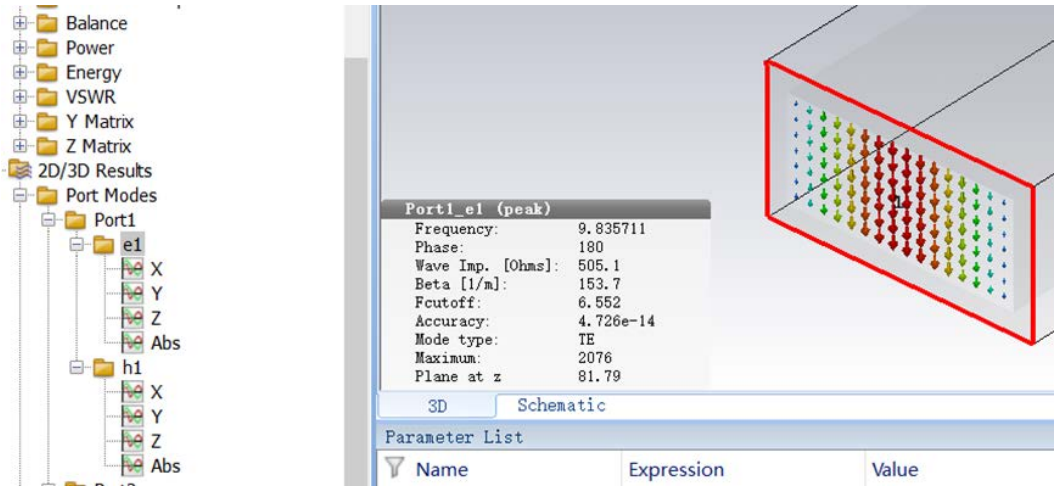 Balance
Power
Energy
VSWR
Y Matrix
Z Matrix
2D/3D Results
Port Modes
Port1
e1
X
Y
Z
Abs
h1
X
Y
Z
Abs
Port1_e1 (peak)
Frequency: 9.835711
Phase: 180
Wave Imp. [Ohms]: 505.1
Beta [1/m]: 153.7
Fcutoff: 6.552
Accuracy: 4.726e-14
Mode type: TE
Maximum: 2076
Plane at z 81.79
1
3D Schematic
Parameter List
Name Expression Value